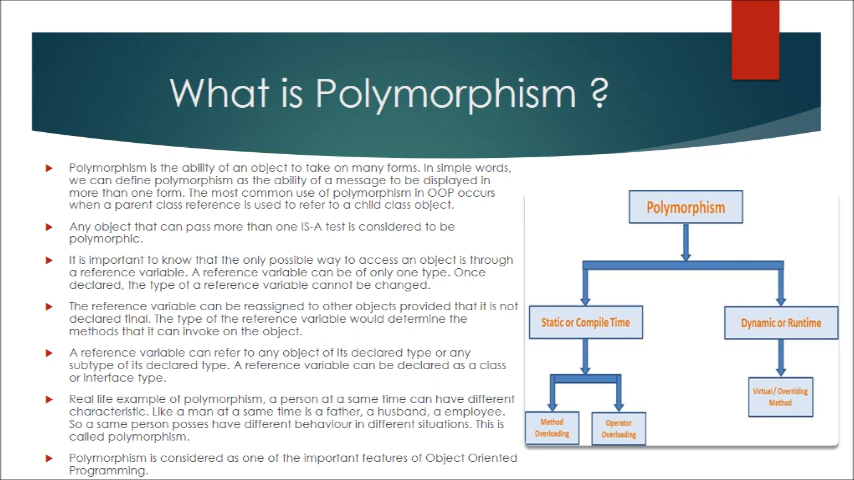 What is Polymorphism ?
Polymorphism is the ability of an object to take on many forms. In simple words,
we can define polymorphism as the ability of a message to be displayed in
more than one form. The most common use of polymorphism in OOP occurs
when a parent class reference is used to refer to a child class object.
Any object that can pass more than one IS-A test is considered to be
polymorphic.
It is important to know that the only possible way to access an object is through
a reference variable. A reference variable can be of only one type. Once
declared, the type of a reference variable cannot be changed.
The reference variable can be reassigned to other objects provided that it is not
declared final. The type of the reference variable would determine the
methods that it can invoke on the object.
A reference variable can refer to any object of its declared type or any
subtype of its declared type. A reference variable can be declared as a class
or interface type.
Real life example of polymorphism, a person at a same time can have different
characteristic. Like a man at a same time is a father, a husband, a employee.
So a same person posses have different behaviour in different situations. This is
called polymorphism.
Polymorphism is considered as one of the important features of Object Oriented
Programming.
Polymorphism
Static or Compile Time
Dynamic or Runtime
Method
Overloading
Operator
Overloading
Virtual / Overriding
Method